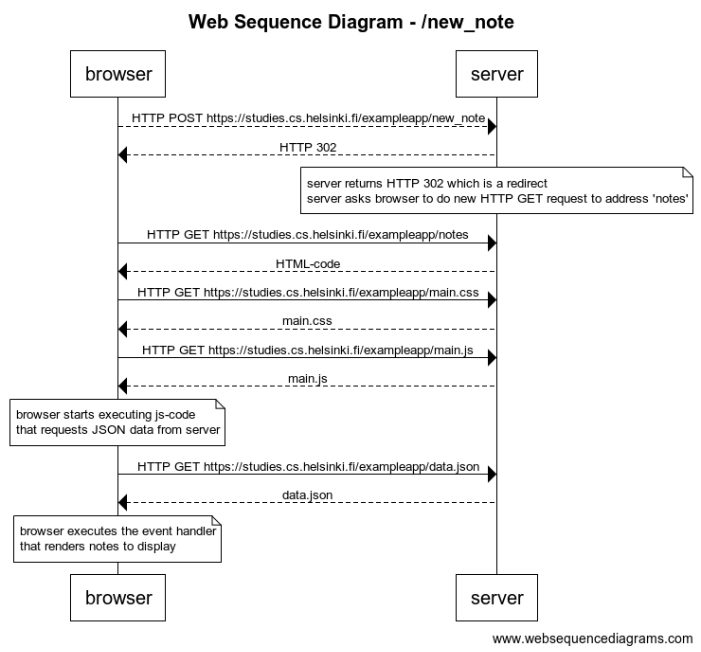 Web Sequence Diagram - /new_note
browser
server
HTTP POST https://studies.cs.helsinki.fi/exampleapp/new_note
HTTP 302
server returns HTTP 302 which is a redirect
server asks browser to do new HTTP GET request to address 'notes'
HTTP GET https://studies.cs.helsinki.fi/exampleapp/notes
HTML-code
HTTP GET https://studies.cs.helsinki.fi/exampleapp/main.css
main.css
HTTP GET https://studies.cs.helsinki.fi/exampleapp/main.js
main.js
browser starts executing js-code
that requests JSON data from server
HTTP GET https://studies.cs.helsinki.fi/exampleapp/data.json
data.json
browser executes the event handler
that renders notes to display
browser
server
www.websequencediagrams.com